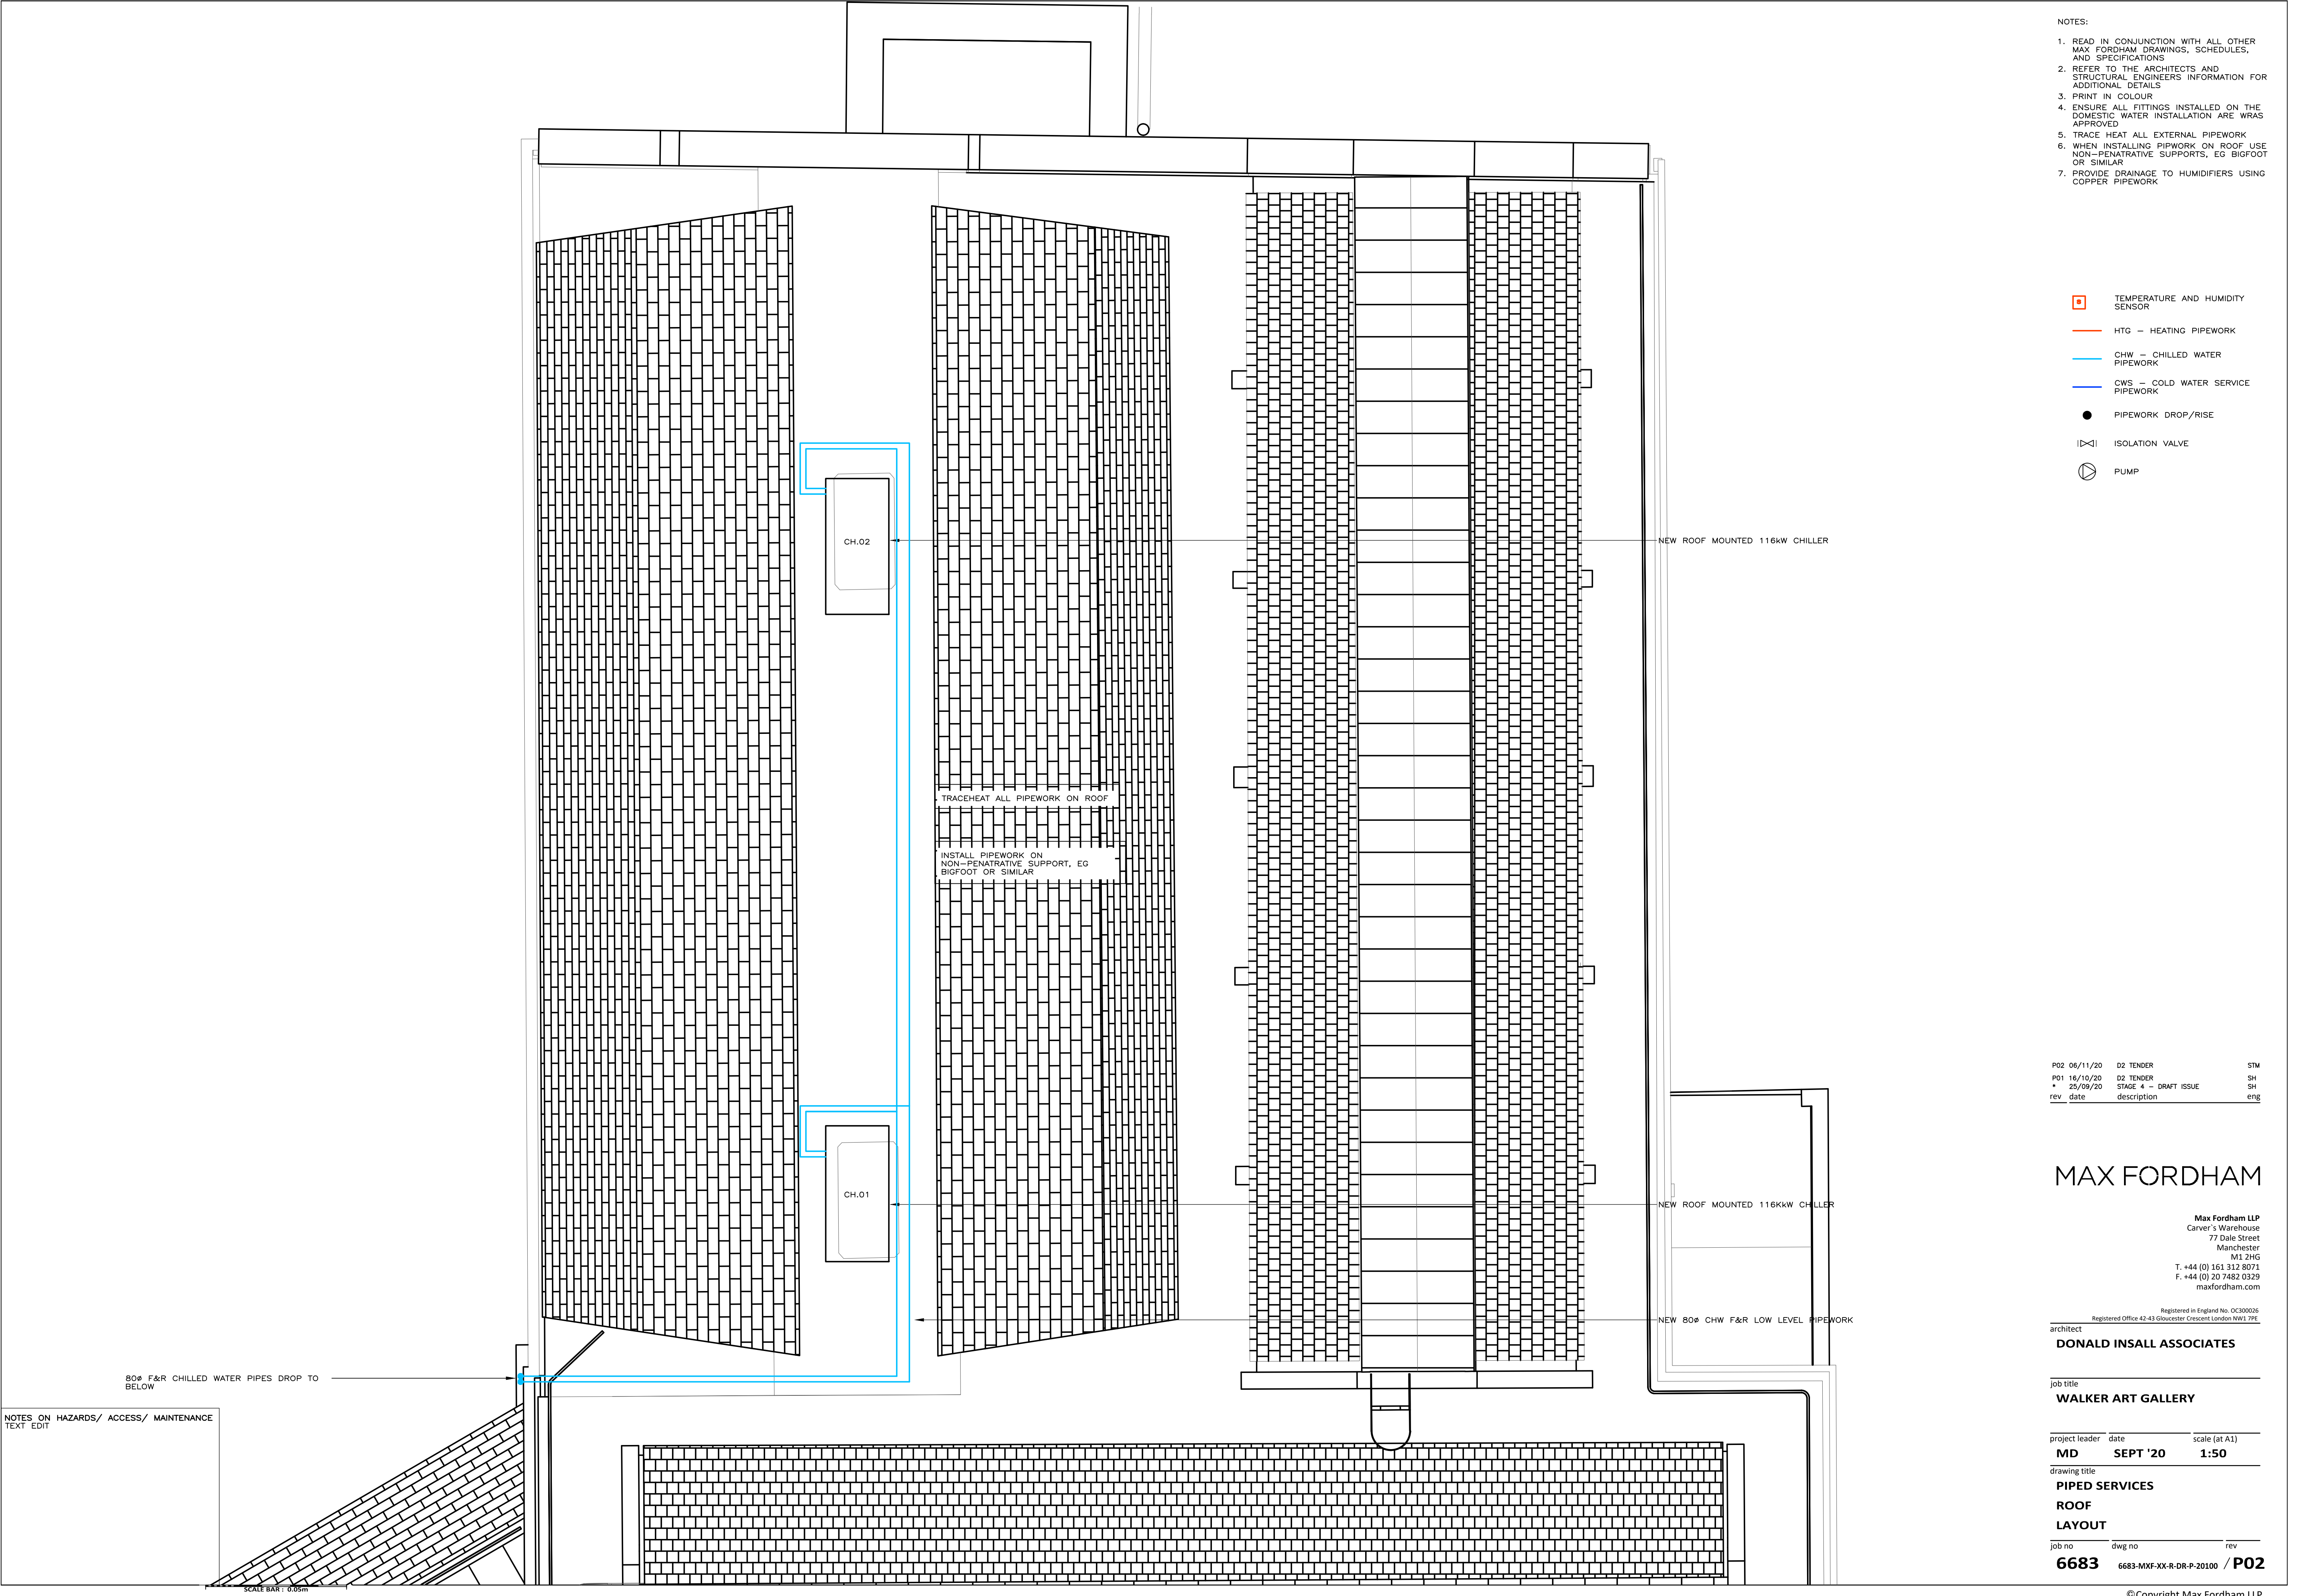 NOTES:
1. READ IN CONJUNCTION WITH ALL OTHER
MAX FORDHAM DRAWINGS, SCHEDULES,
AND SPECIFICATIONS
2. REFER TO THE ARCHITECTS AND
STRUCTURAL ENGINEERS INFORMATION FOR
ADDITIONAL DETAILS
3. PRINT IN COLOUR
4. ENSURE ALL FITTINGS INSTALLED ON THE
DOMESTIC WATER INSTALLATION ARE WRAS
APPROVED
5. TRACE HEAT ALL EXTERNAL PIPEWORK
6. WHEN INSTALLING PIPWORK ON ROOF USE
NON-PENATRATIVE SUPPORTS, EG BIGFOOT
OR SIMILAR
7. PROVIDE DRAINAGE TO HUMIDIFIERS USING
COPPER PIPEWORK
TEMPERATURE AND HUMIDITY
SENSOR
HTG - HEATING PIPEWORK
CHW - CHILLED WATER
PIPEWORK
CWS - COLD WATER SERVICE
PIPEWORK
PIPEWORK DROP/RISE
ISOLATION VALVE
PUMP
CH.02
NEW ROOF MOUNTED 116kW CHILLER
TRACEHEAT ALL PIPEWORK ON ROOF
INSTALL PIPEWORK ON
NON-PENATRATIVE SUPPORT, EG
BIGFOOT OR SIMILAR
CH.01
NEW ROOF MOUNTED 116KkW CHILLER
NEW 80ø CHW F&R LOW LEVEL PIPEWORK
80ø F&R CHILLED WATER PIPES DROP TO
BELOW
NOTES ON HAZARDS/ ACCESS/ MAINTENANCE
TEXT EDIT
SCALE BAR : 0.05m
P02 06/11/20 D2 TENDER STM
P01 16/10/20 D2 TENDER SH
* 25/09/20 STAGE 4 - DRAFT ISSUE SH
rev date description eng
MAX FORDHAM
Max Fordham LLP
Carver`s Warehouse
77 Dale Street
Manchester
M1 2HG
T. +44 (0) 161 312 8071
F. +44 (0) 20 7482 0329
maxfordham.com
Registered in England No. OC300026
Registered Office 42-43 Gloucester Crescent London NW1 7PE
architect
DONALD INSALL ASSOCIATES
job title
WALKER ART GALLERY
project leader date scale (at A1)
MD SEPT '20 1:50
drawing title
PIPED SERVICES
ROOF
LAYOUT
job no dwg no rev
6683 6683-MXF-XX-R-DR-P-20100 / P02
©Copyright Max Fordham LLP